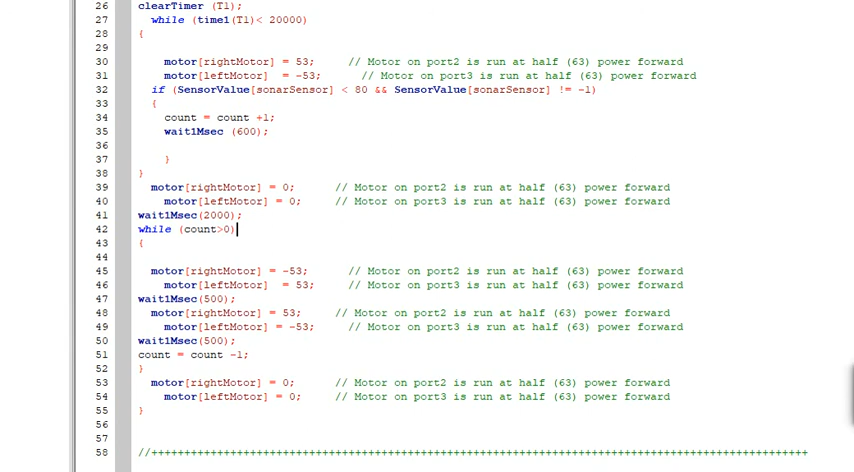 26 clearTimer (T1);
27 while (time1(T1)< 20000)
28 {
29
30 motor[rightMotor] = 53; // Motor on port2 is run at half (63) power forward
31 motor[leftMotor] = -53; // Motor on port3 is run at half (63) power forward
32 if (SensorValue[sonarSensor] < 80 && SensorValue[sonarSensor] != -1)
33 {
34 count = count +1;
35 wait1Msec (600);
36
37 }
38 }
39 motor[rightMotor] = 0; // Motor on port2 is run at half (63) power forward
40 motor[leftMotor] = 0; // Motor on port3 is run at half (63) power forward
41 wait1Msec(2000);
42 while (count>0)
43 {
44
45 motor[rightMotor] = -53; // Motor on port2 is run at half (63) power forward
46 motor[leftMotor] = 53; // Motor on port3 is run at half (63) power forward
47 wait1Msec(500);
48 motor[rightMotor] = 53; // Motor on port2 is run at half (63) power forward
49 motor[leftMotor] = -53; // Motor on port3 is run at half (63) power forward
50 wait1Msec(500);
51 count = count -1;
52 }
53 motor[rightMotor] = 0; // Motor on port2 is run at half (63) power forward
54 motor[leftMotor] = 0; // Motor on port3 is run at half (63) power forward
55 }
56
57
58 //++++++++++++++++++++++++++++++++++++++++++++++++++++++++++++++++++++++++++++++++++++++++++++++++++++